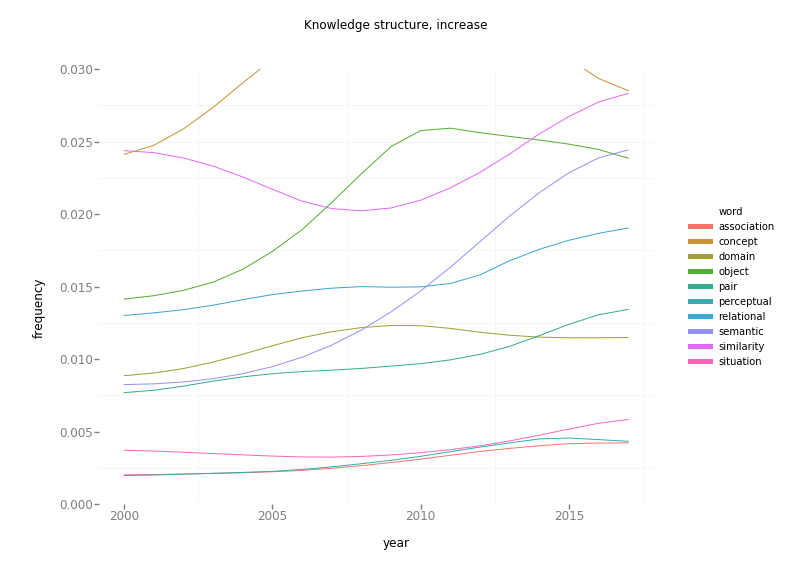 Knowledge structure, increase
0.030
0.025
0.020
0.015
0.010
0.005
0.000
frequency
2000 2005 2010 2015
year
word
association
concept
domain
object
pair
perceptual
relational
semantic
similarity
situation